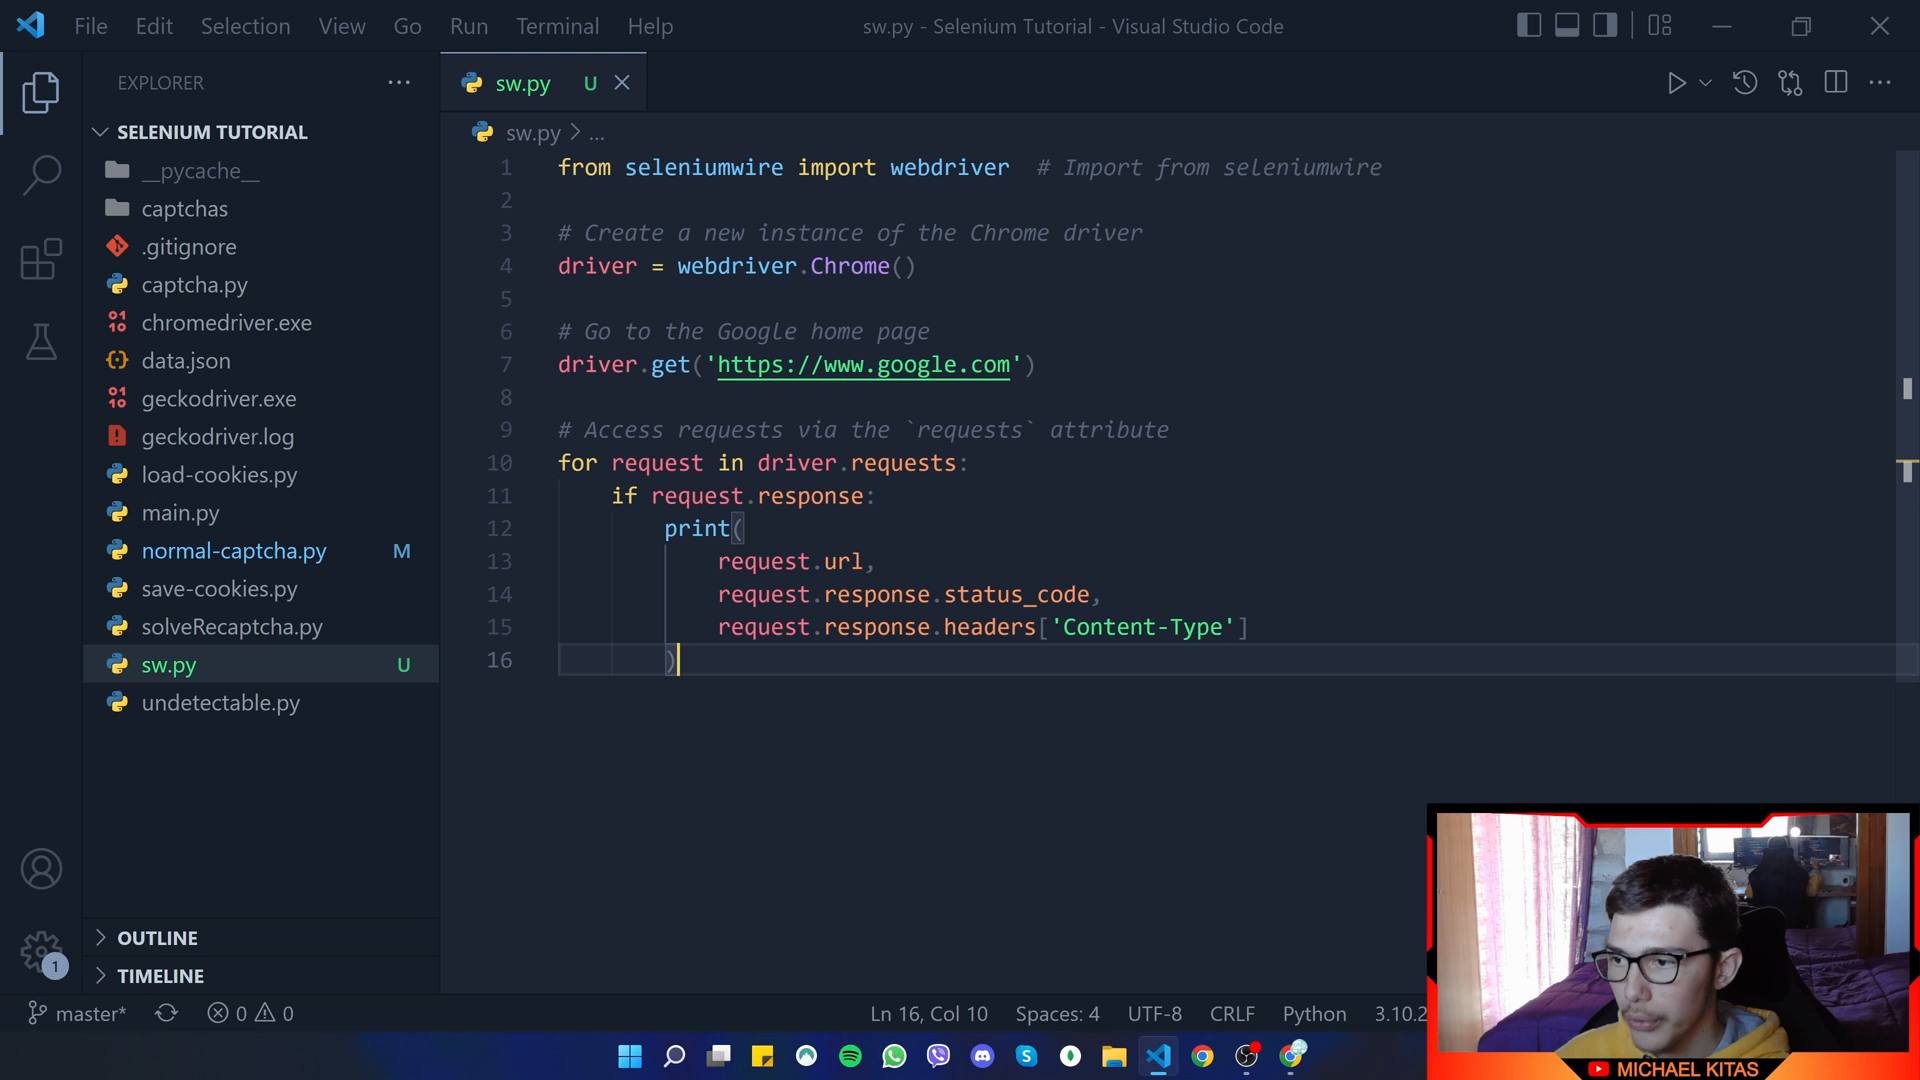 File Edit Selection View Go Run Terminal Help
sw.py - Selenium Tutorial - Visual Studio Code
EXPLORER ...
SELENIUM TUTORIAL
__pycache__
captchas
.gitignore
captcha.py
chromedriver.exe
data.json
geckodriver.exe
geckodriver.log
load-cookies.py
main.py
normal-captcha.py M
save-cookies.py
solveRecaptcha.py
sw.py U
undetectable.py
OUTLINE
TIMELINE
1
sw.py U
sw.py > ...
1 from seleniumwire import webdriver  # Import from seleniumwire
2
3 # Create a new instance of the Chrome driver
4 driver = webdriver.Chrome()
5
6 # Go to the Google home page
7 driver.get('https://www.google.com')
8
9 # Access requests via the `requests` attribute
10 for request in driver.requests:
11     if request.response:
12         print(
13             request.url,
14             request.response.status_code,
15             request.response.headers['Content-Type']
16         )
master* 0 0 Ln 16, Col 10 Spaces: 4 UTF-8 CRLF Python 3.10.2
MICHAEL KITAS